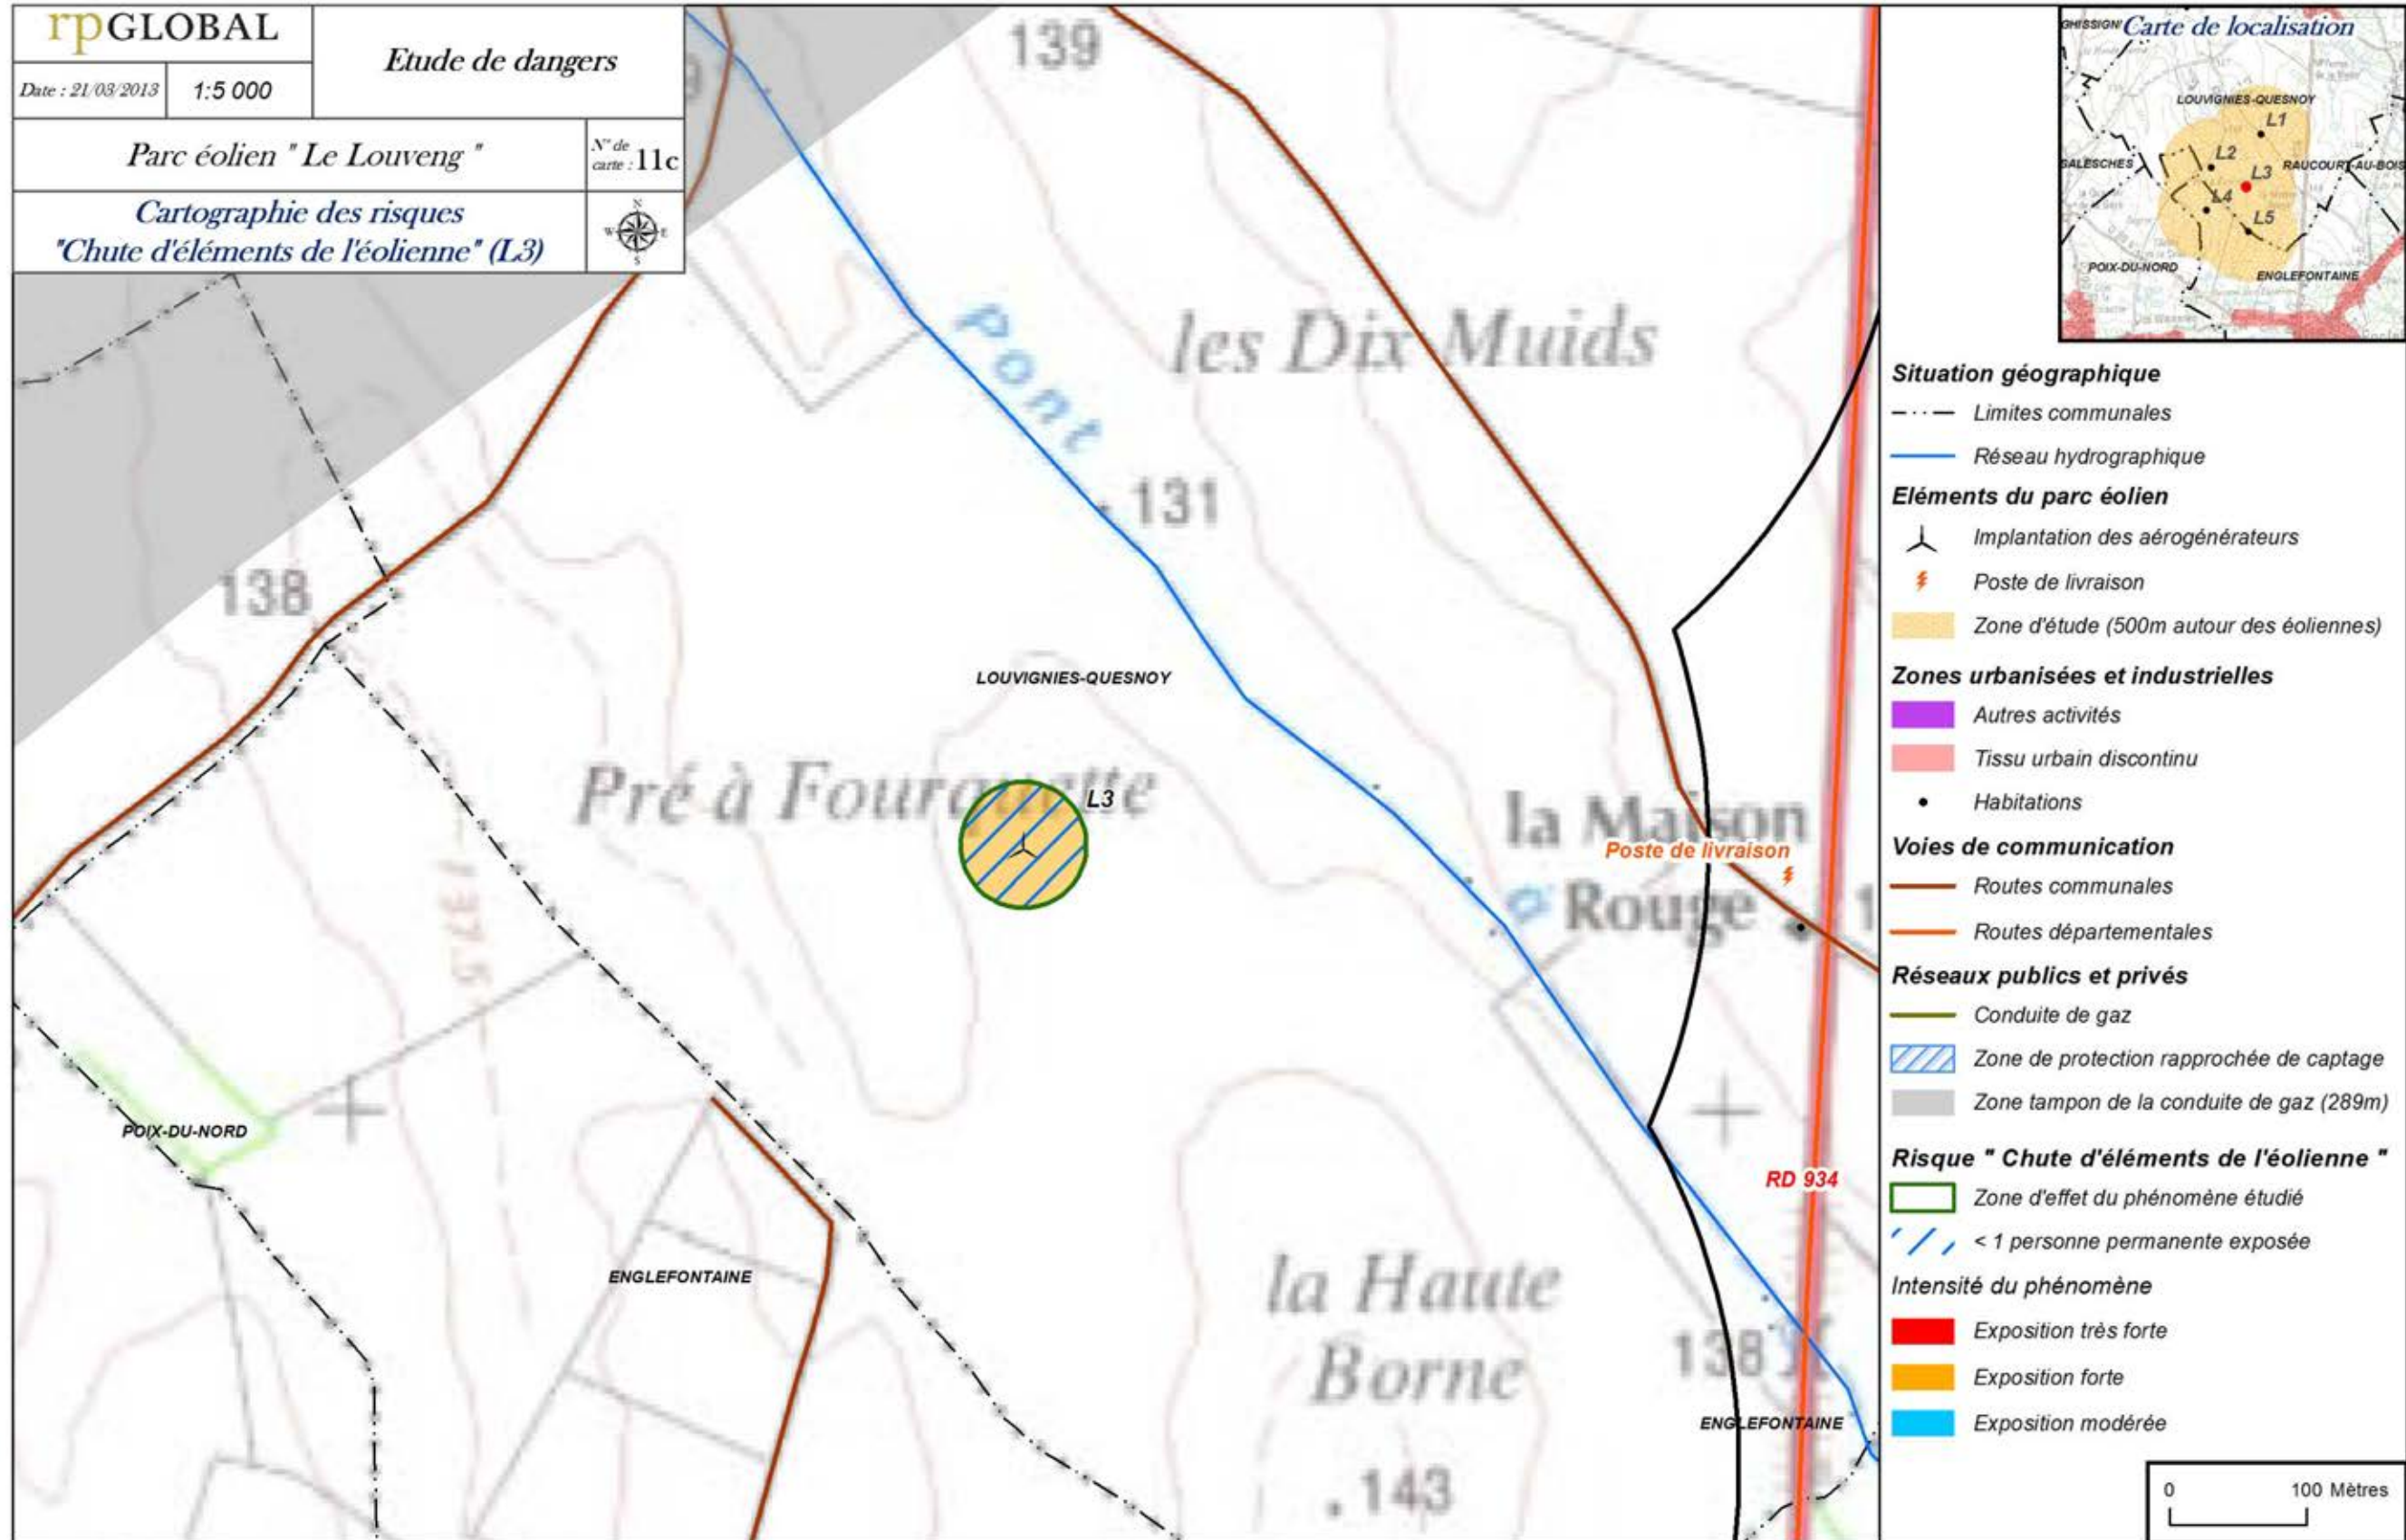 rpGLOBAL
Date : 21/03/2013
1:5 000
Etude de dangers
Parc éolien " Le Louveng "
N° de
carte : 11c
Cartographie des risques
"Chute d'éléments de l'éolienne" (L3)
N
W E
S
139
Pont
les Dix Muids
131
138
LOUVIGNIES-QUESNOY
Pré à Fourquette
L3
la Maison
Poste de livraison
Rouge
POIX-DU-NORD
RD 934
ENGLEFONTAINE
la Haute
Borne
138
ENGLEFONTAINE
143
Carte de localisation
LOUVIGNIES-QUESNOY
L1
L2
SALESCHES
RAUCOURT-AU-BOIS
L3
L4
L5
POIX-DU-NORD
ENGLEFONTAINE
Situation géographique
Limites communales
Réseau hydrographique
Eléments du parc éolien
Implantation des aérogénérateurs
Poste de livraison
Zone d'étude (500m autour des éoliennes)
Zones urbanisées et industrielles
Autres activités
Tissu urbain discontinu
Habitations
Voies de communication
Routes communales
Routes départementales
Réseaux publics et privés
Conduite de gaz
Zone de protection rapprochée de captage
Zone tampon de la conduite de gaz (289m)
Risque " Chute d'éléments de l'éolienne "
Zone d'effet du phénomène étudié
< 1 personne permanente exposée
Intensité du phénomène
Exposition très forte
Exposition forte
Exposition modérée
0 100 Mètres